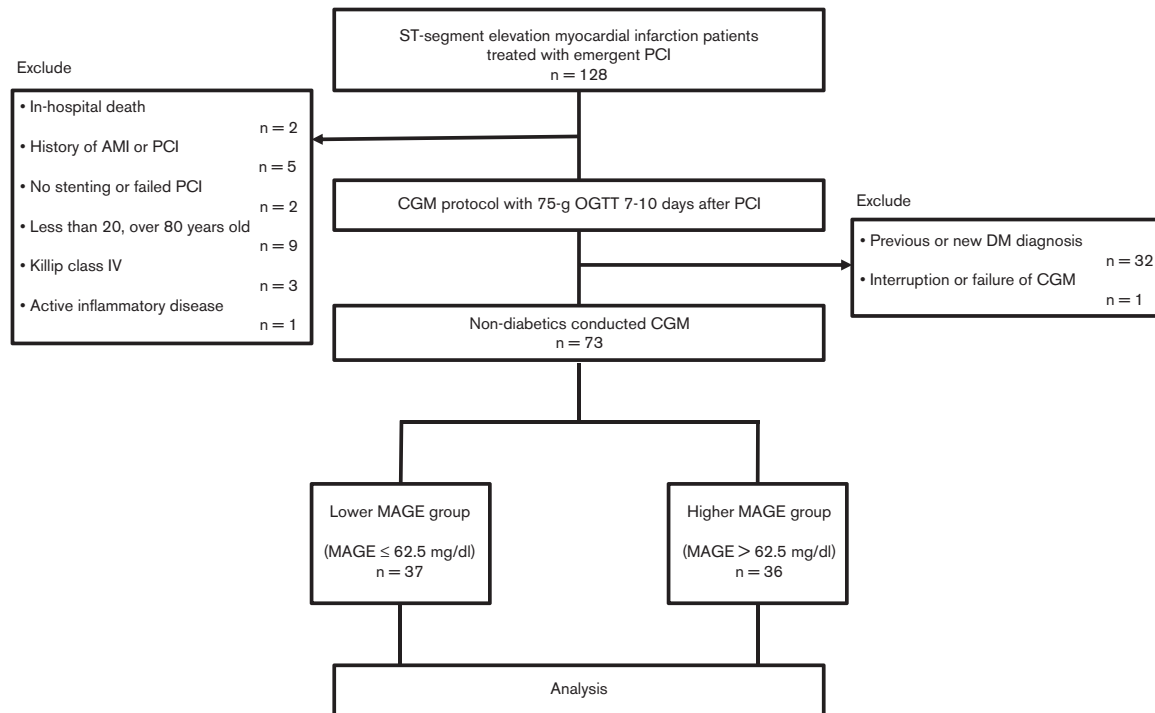 ST-segment elevation myocardial infarction patients
treated with emergent PCI
n = 128
Exclude
• In-hospital death
n = 2
• History of AMI or PCI
n = 5
• No stenting or failed PCI
n = 2
• Less than 20, over 80 years old
n = 9
• Killip class IV
n = 3
• Active inflammatory disease
n = 1
CGM protocol with 75-g OGTT 7-10 days after PCI
Exclude
• Previous or new DM diagnosis
n = 32
• Interruption or failure of CGM
n = 1
Non-diabetics conducted CGM
n = 73
Lower MAGE group
(MAGE ≤ 62.5 mg/dl)
n = 37
Higher MAGE group
(MAGE > 62.5 mg/dl)
n = 36
Analysis